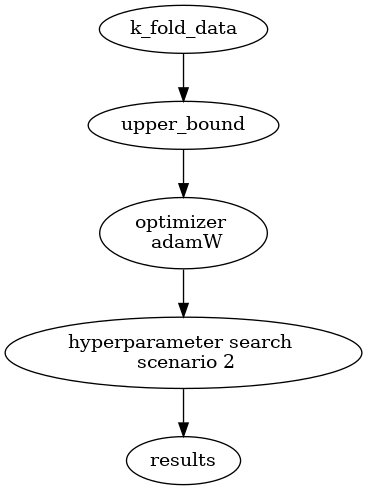 k_fold_data
upper_bound
optimizer
adamW
hyperparameter search
scenario 2
results